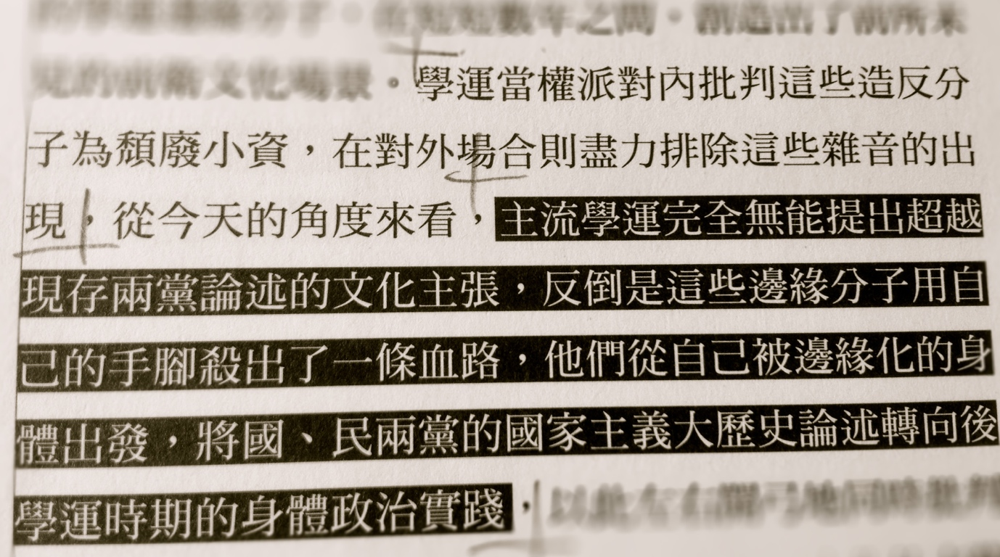 。學運當權派對內批判這些造反分
子為頹廢小資，在對外場合則盡力排除這些雜音的出
現，從今天的角度來看，主流學運完全無能提出超越
現存兩黨論述的文化主張，反倒是這些邊緣分子用自
己的手腳殺出了一條血路，他們從自己被邊緣化的身
體出發，將國、民兩黨的國家主義大歷史論述轉向後
學運時期的身體政治實踐，